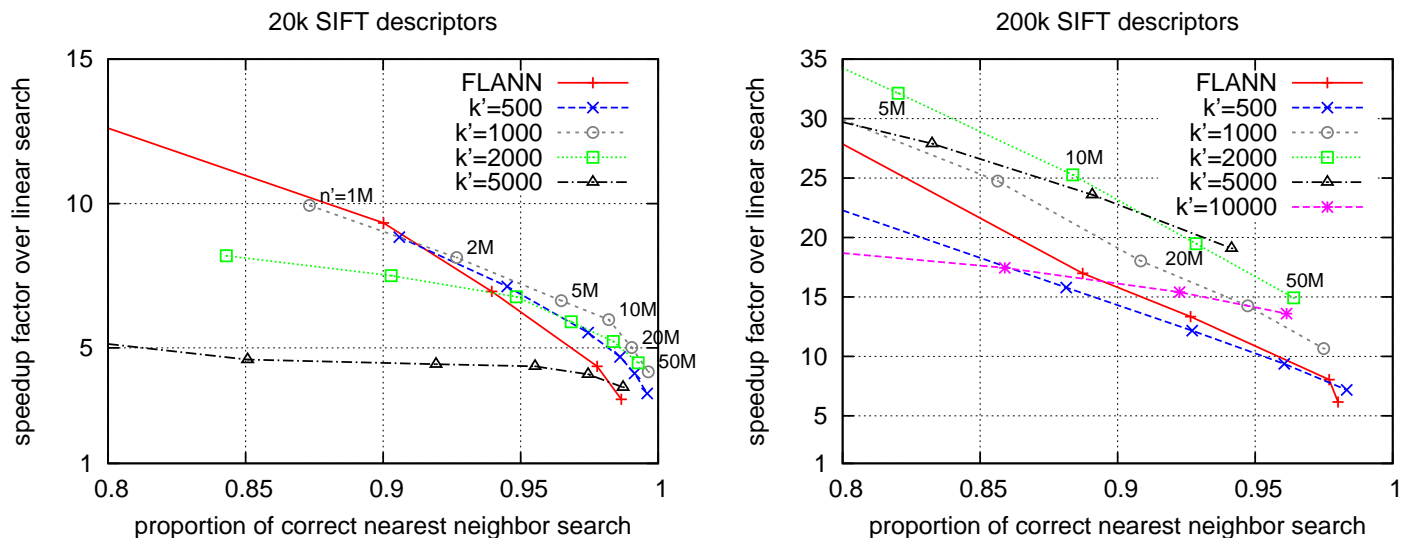 20k SIFT descriptors
speedup factor over linear search
15
10
5
1
FLANN
k'=500
k'=1000
k'=2000
k'=5000
n'=1M
2M
5M
10M
20M
50M
0.8 0.85 0.9 0.95 1
proportion of correct nearest neighbor search
200k SIFT descriptors
speedup factor over linear search
35
30
25
20
15
10
5
1
FLANN
k'=500
k'=1000
k'=2000
k'=5000
k'=10000
5M
10M
20M
50M
0.8 0.85 0.9 0.95 1
proportion of correct nearest neighbor search